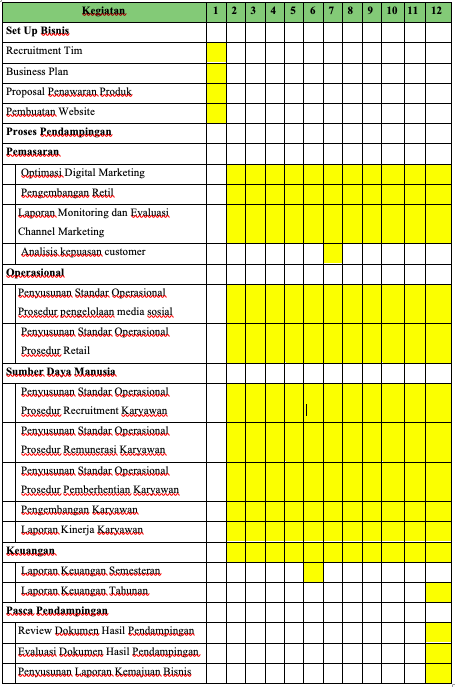 Kegiatan 1 2 3 4 5 6 7 8 9 10 11 12
Set Up Bisnis
Recruitment Tim
Business Plan
Proposal Penawaran Produk
Pembuatan Website
Proses Pendampingan
Pemasaran
Optimasi Digital Marketing
Pengembangan Retil
Laporan Monitoring dan Evaluasi
Channel Marketing
Analisis kepuasan customer
Operasional
Penyusunan Standar Operasional
Prosedur pengelolaan media sosial
Penyusunan Standar Operasional
Prosedur Retail
Sumber Daya Manusia
Penyusunan Standar Operasional
Prosedur Recruitment Karyawan
Penyusunan Standar Operasional
Prosedur Remunerasi Karyawan
Penyusunan Standar Operasional
Prosedur Pemberhentian Karyawan
Pengembangan Karyawan
Laporan Kinerja Karyawan
Keuangan
Laporan Keuangan Semesteran
Laporan Keuangan Tahunan
Pasca Pendampingan
Review Dokumen Hasil Pendampingan
Evaluasi Dokumen Hasil Pendampingan
Penyusunan Laporan Kemajuan Bisnis